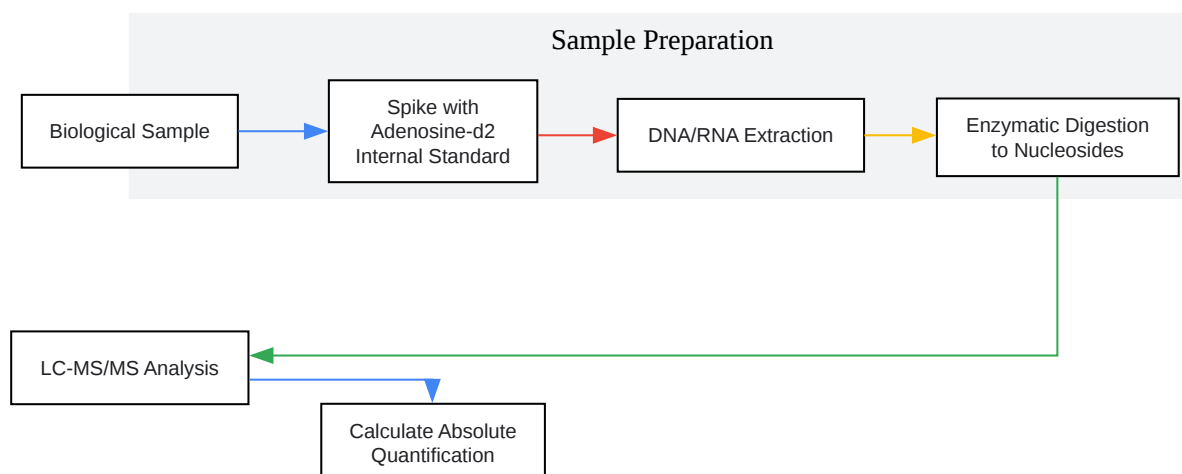 Sample Preparation
Biological Sample
Spike with
Adenosine-d2
Internal Standard
DNA/RNA Extraction
Enzymatic Digestion
to Nucleosides
LC-MS/MS Analysis
Calculate Absolute
Quantification